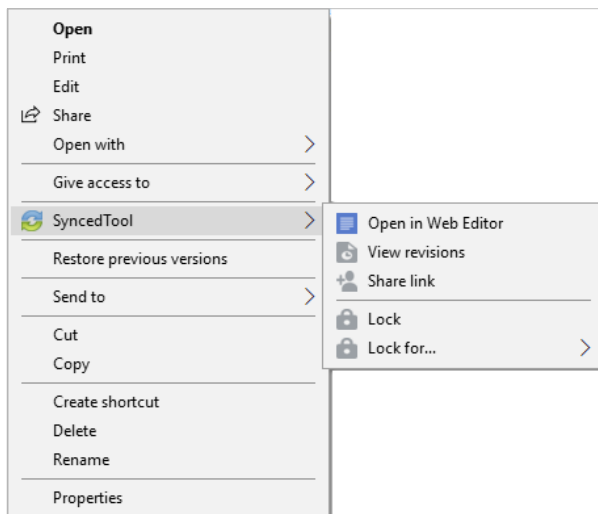 Open
Print
Edit
Share
Open with
Give access to
SyncedTool
Restore previous versions
Send to
Cut
Copy
Create shortcut
Delete
Rename
Properties
Open in Web Editor
View revisions
Share link
Lock
Lock for...